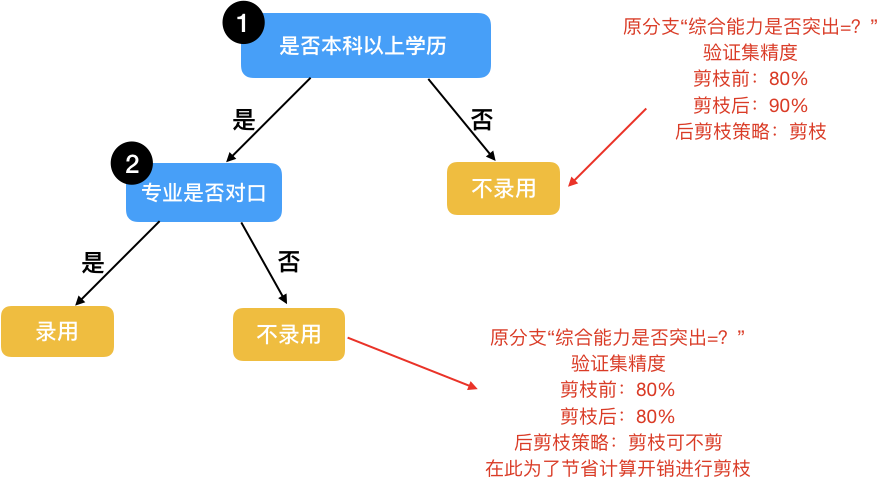 1
是否本科以上学历
是
否
2
专业是否对口
不录用
是
否
录用
不录用
原分支“综合能力是否突出=？”
验证集精度
剪枝前：80%
剪枝后：90%
后剪枝策略：剪枝
原分支“综合能力是否突出=？”
验证集精度
剪枝前：80%
剪枝后：80%
后剪枝策略：剪枝可不剪
在此为了节省计算开销进行剪枝